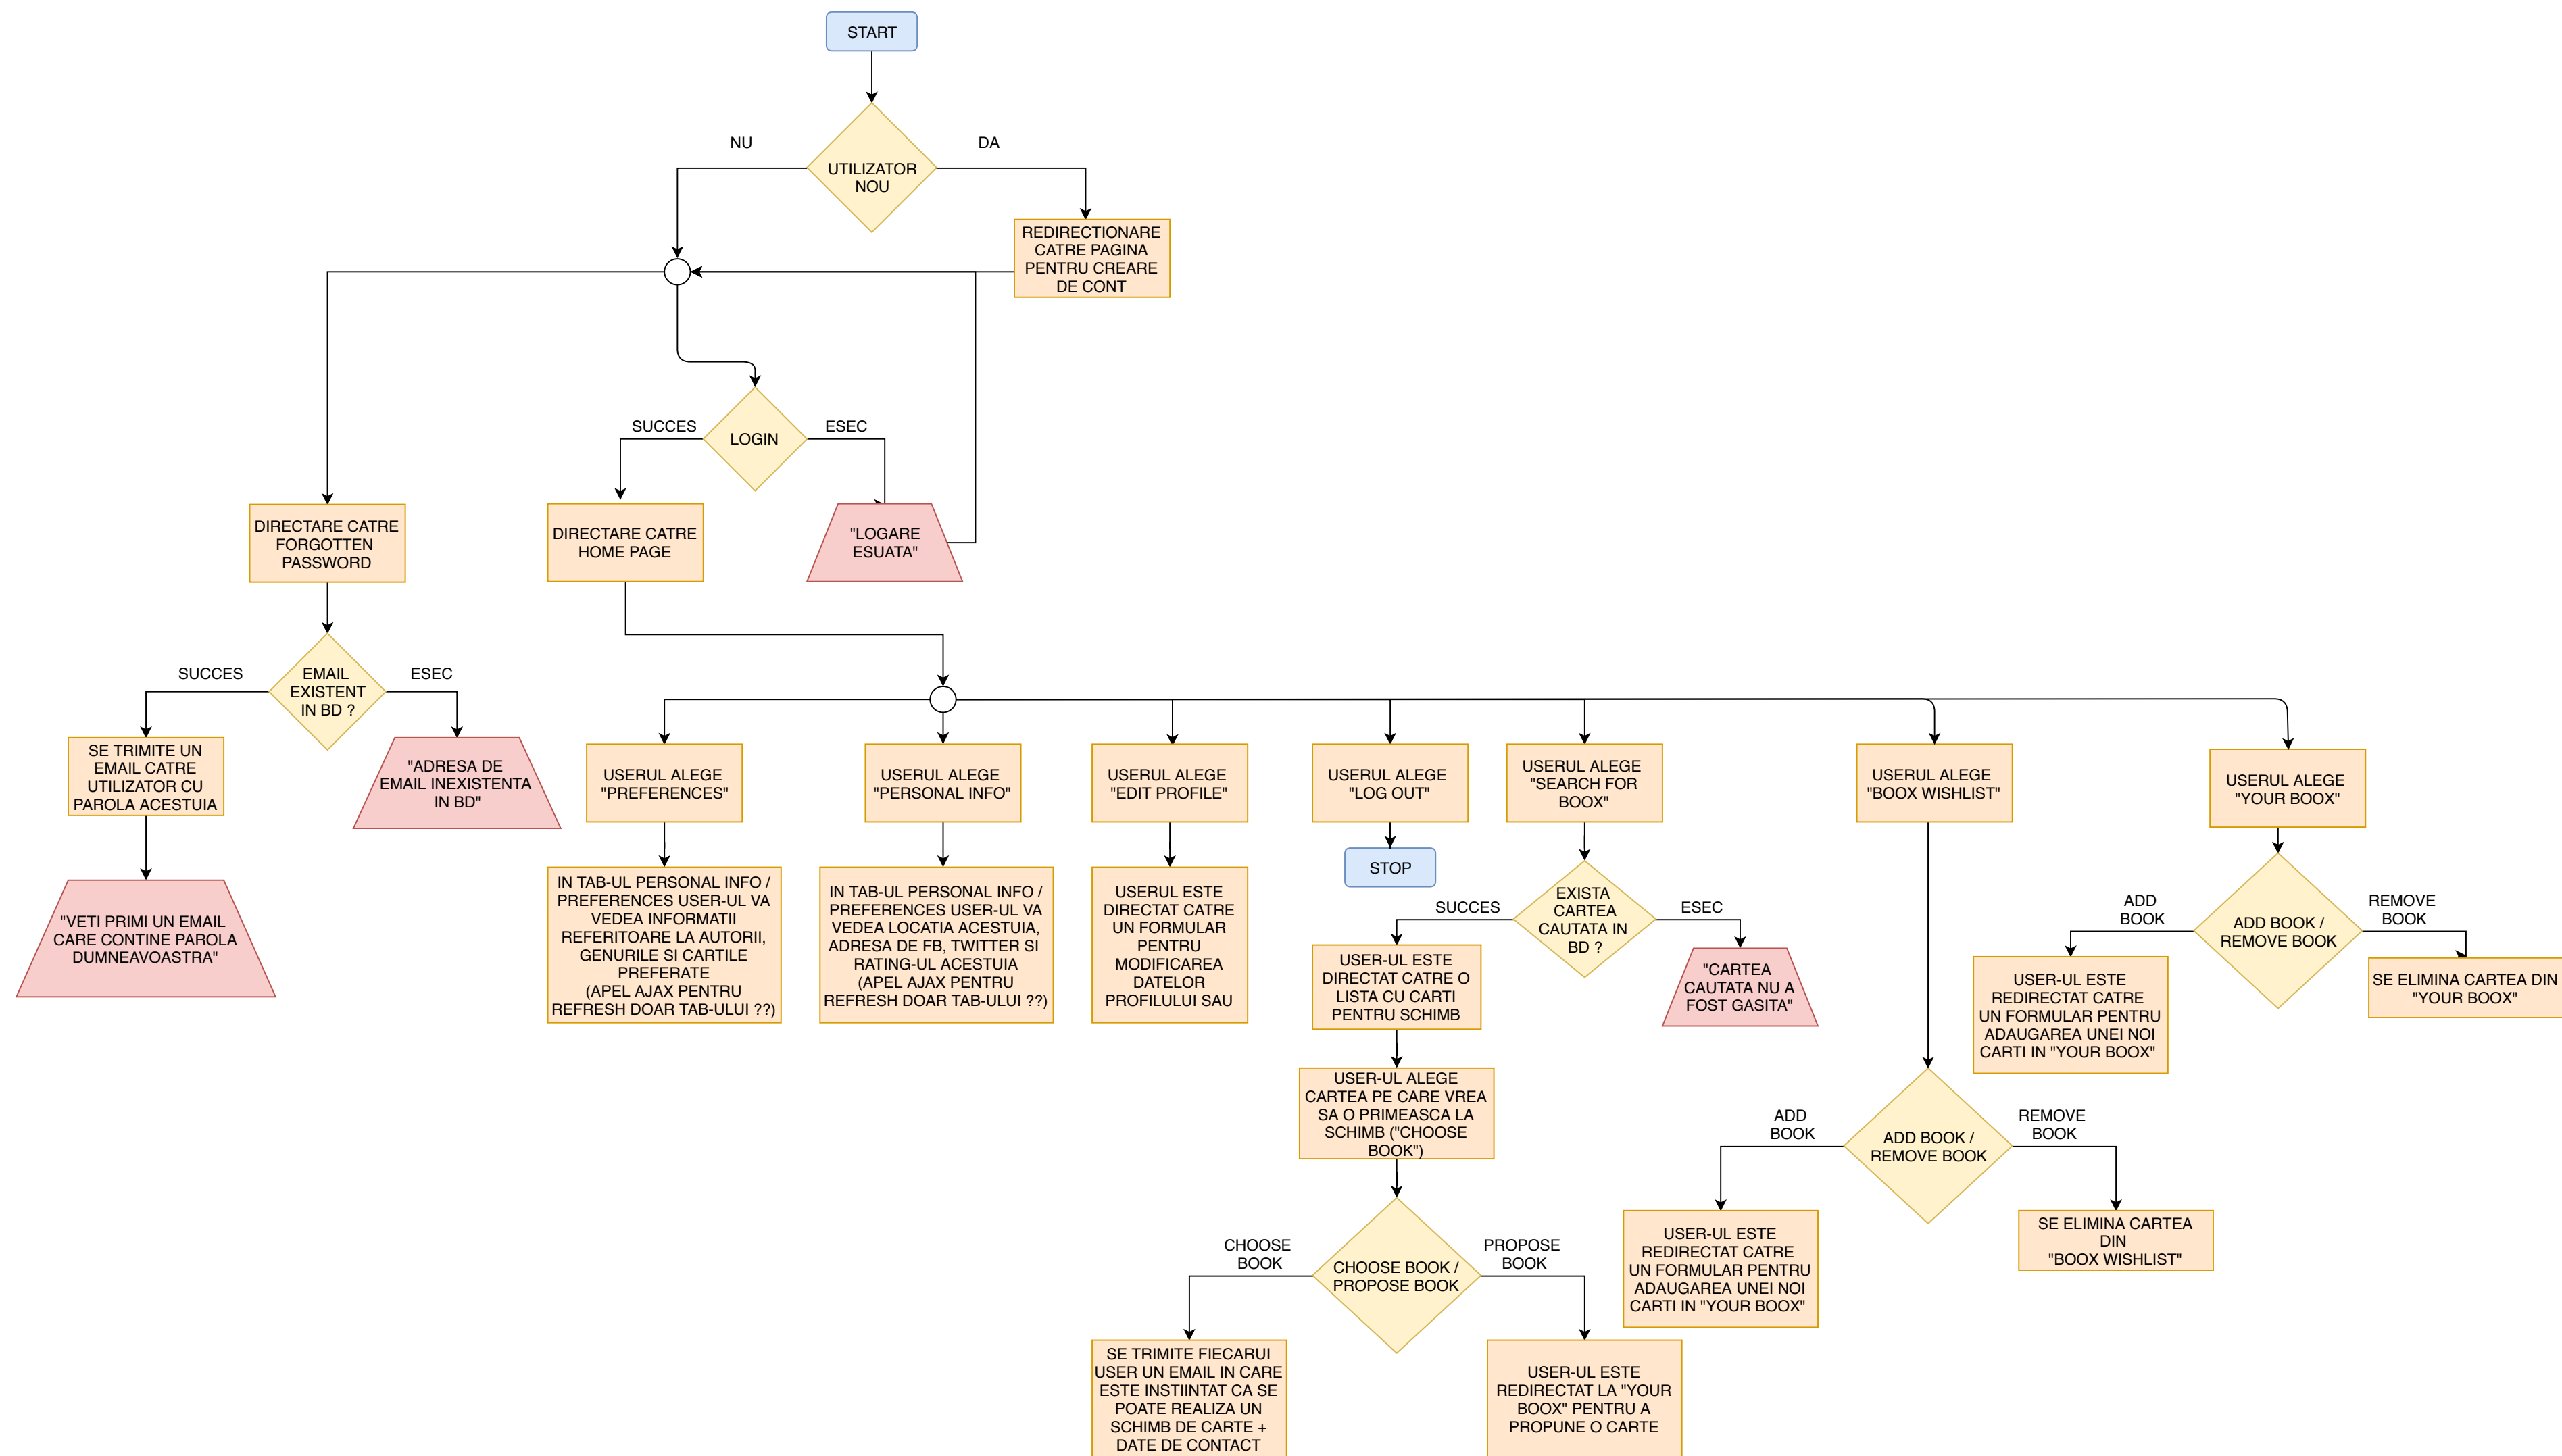 START
NU
DA
UTILIZATOR
NOU
REDIRECTIONARE
CATRE PAGINA
PENTRU CREARE
DE CONT
SUCCES
LOGIN
ESEC
DIRECTARE CATRE
FORGOTTEN
PASSWORD
DIRECTARE CATRE
HOME PAGE
"LOGARE
ESUATA"
SUCCES
EMAIL
EXISTENT
IN BD ?
ESEC
SE TRIMITE UN
EMAIL CATRE
UTILIZATOR CU
PAROLA ACESTUIA
"ADRESA DE
EMAIL INEXISTENTA
IN BD"
"VETI PRIMI UN EMAIL
CARE CONTINE PAROLA
DUMNEAVOASTRA"
USERUL ALEGE
"PREFERENCES"
USERUL ALEGE
"PERSONAL INFO"
USERUL ALEGE
"EDIT PROFILE"
USERUL ALEGE
"LOG OUT"
USERUL ALEGE
"SEARCH FOR
BOOX"
USERUL ALEGE
"BOOX WISHLIST"
USERUL ALEGE
"YOUR BOOX"
IN TAB-UL PERSONAL INFO /
PREFERENCES USER-UL VA
VEDEA INFORMATII
REFERITOARE LA AUTORII,
GENURILE SI CARTILE
PREFERATE
(APEL AJAX PENTRU
REFRESH DOAR TAB-ULUI ??)
IN TAB-UL PERSONAL INFO /
PREFERENCES USER-UL VA
VEDEA LOCATIA ACESTUIA,
ADRESA DE FB, TWITTER SI
RATING-UL ACESTUIA
(APEL AJAX PENTRU
REFRESH DOAR TAB-ULUI ??)
USERUL ESTE
DIRECTAT CATRE
UN FORMULAR
PENTRU
MODIFICAREA
DATELOR
PROFILULUI SAU
STOP
SUCCES
EXISTA
CARTEA
CAUTATA IN
BD ?
ESEC
USER-UL ESTE
DIRECTAT CATRE O
LISTA CU CARTI
PENTRU SCHIMB
"CARTEA
CAUTATA NU A
FOST GASITA"
ADD
BOOK
ADD BOOK /
REMOVE BOOK
REMOVE
BOOK
USER-UL ESTE
REDIRECTAT CATRE
UN FORMULAR PENTRU
ADAUGAREA UNEI NOI
CARTI IN "YOUR BOOX"
SE ELIMINA CARTEA DIN
"YOUR BOOX"
USER-UL ALEGE
CARTEA PE CARE VREA
SA O PRIMEASCA LA
SCHIMB ("CHOOSE
BOOK")
ADD
BOOK
ADD BOOK /
REMOVE BOOK
REMOVE
BOOK
USER-UL ESTE
REDIRECTAT CATRE
UN FORMULAR PENTRU
ADAUGAREA UNEI NOI
CARTI IN "YOUR BOOX"
SE ELIMINA CARTEA
DIN
"BOOX WISHLIST"
CHOOSE
BOOK
CHOOSE BOOK /
PROPOSE BOOK
PROPOSE
BOOK
SE TRIMITE FIECARUI
USER UN EMAIL IN CARE
ESTE INSTIINTAT CA SE
POATE REALIZA UN
SCHIMB DE CARTE +
DATE DE CONTACT
USER-UL ESTE
REDIRECTAT LA "YOUR
BOOX" PENTRU A
PROPUNE O CARTE